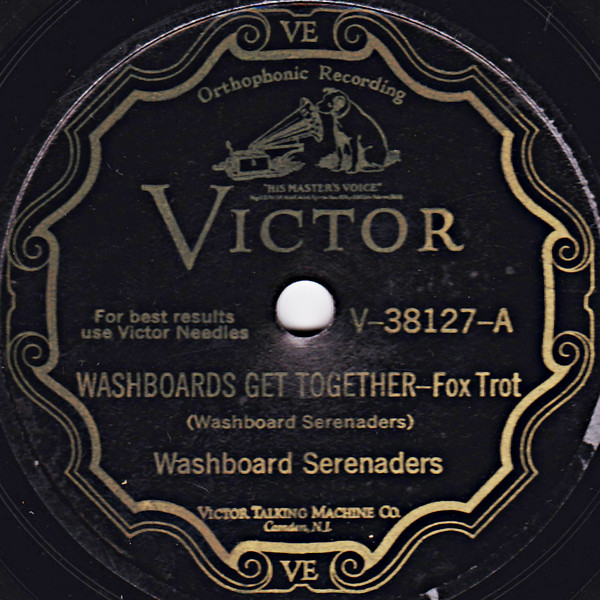 VE
Orthophonic Recording
"HIS MASTER'S VOICE"
VICTOR
For best results
use Victor Needles
V-38127-A
WASHBOARDS GET TOGETHER-Fox Trot
(Washboard Serenaders)
Washboard Serenaders
VICTOR TALKING MACHINE CO.
Camden, N.J.
VE